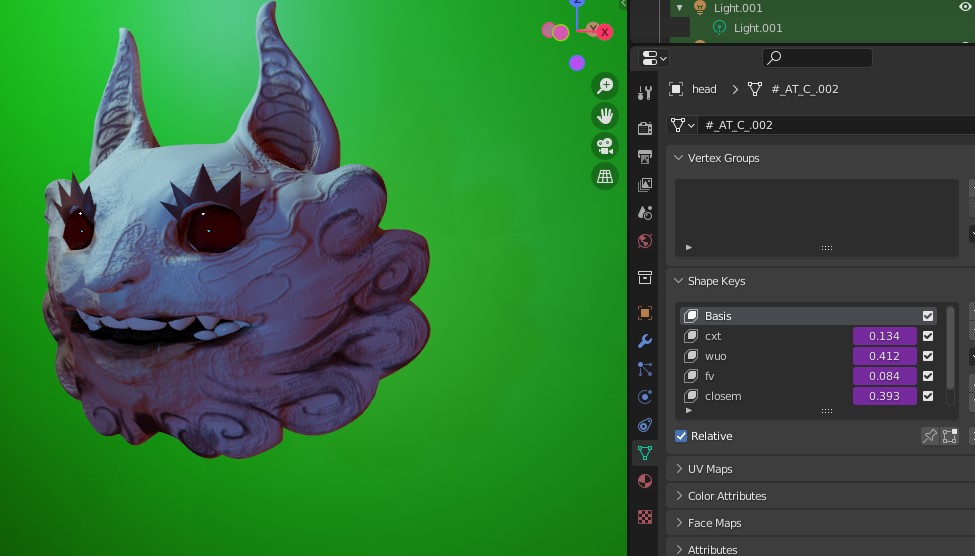 Light.001
Light.001
Z
Y
X
head
#_AT_C_.002
#_AT_C_.002
Vertex Groups
Shape Keys
Basis
cxt 0.134
wuo 0.412
fv 0.084
closem 0.393
Relative
UV Maps
Color Attributes
Face Maps
Attributes